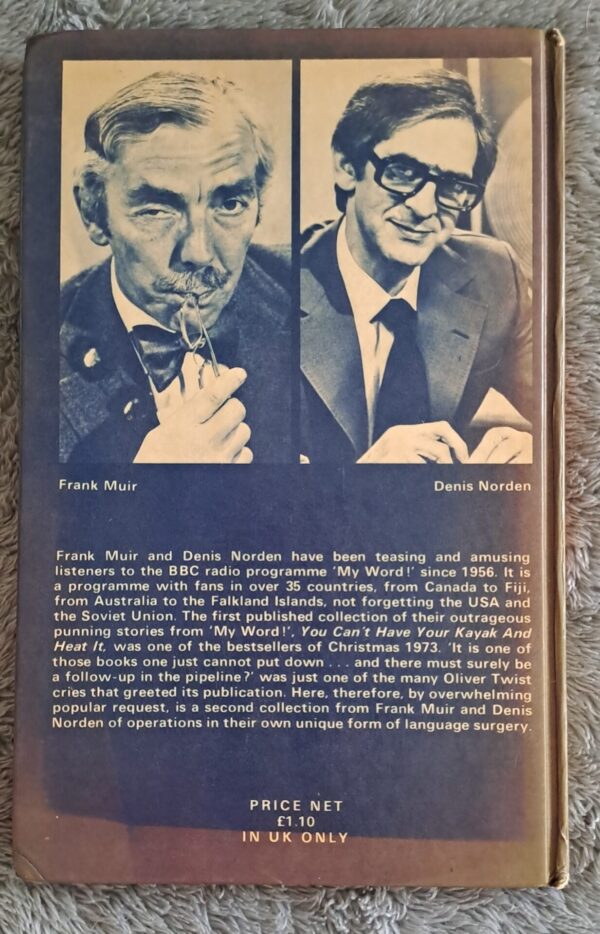 Frank Muir
Denis Norden
Frank Muir and Denis Norden have been teasing and amusing
listeners to the BBC radio programme 'My Word!' since 1956. It is
a programme with fans in over 35 countries, from Canada to Fiji,
from Australia to the Falkland Islands, not forgetting the USA and
the Soviet Union. The first published collection of their outrageous
punning stories from 'My Word!', You Can't Have Your Kayak And
Heat It, was one of the bestsellers of Christmas 1973. 'It is one of
those books one just cannot put down . . . and there must surely be
a follow-up in the pipeline?' was just one of the many Oliver Twist
cries that greeted its publication. Here, therefore, by overwhelming
popular request, is a second collection from Frank Muir and Denis
Norden of operations in their own unique form of language surgery.
PRICE NET
£1.10
IN UK ONLY